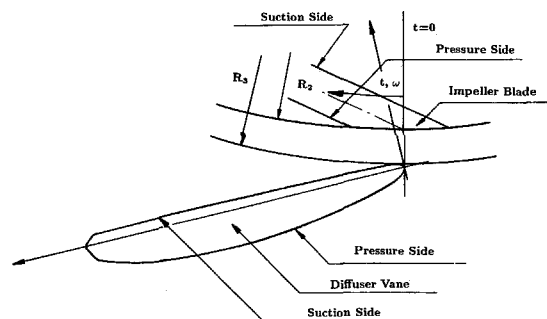 Suction Side
t=0
Pressure Side
R₃
R₂
t, ω
Impeller Blade
Pressure Side
Diffuser Vane
Suction Side